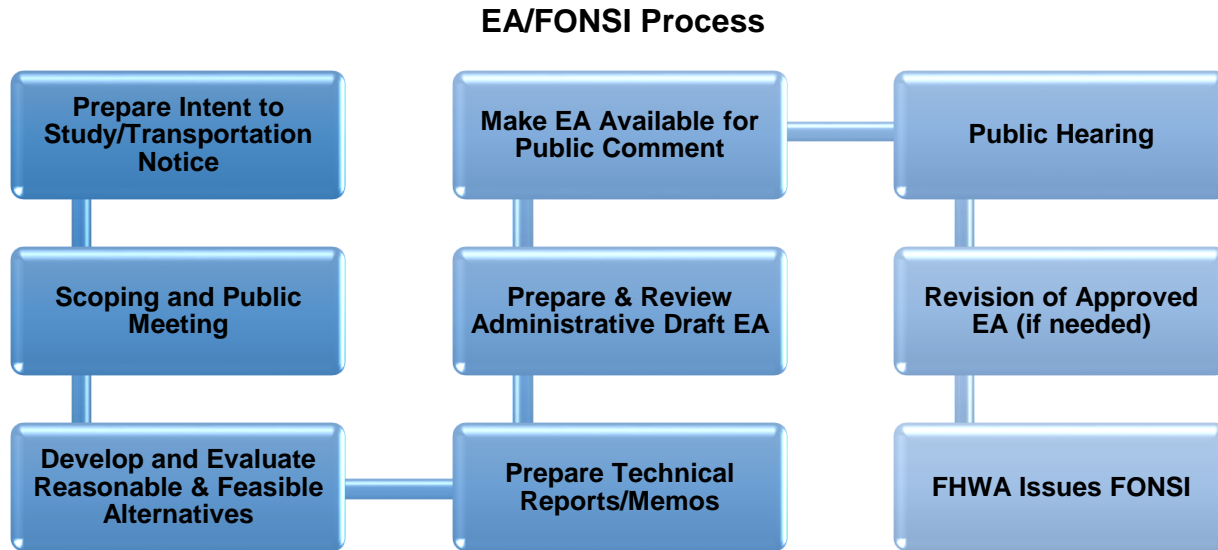 EA/FONSI Process
Prepare Intent to
Study/Transportation
Notice
Scoping and Public
Meeting
Develop and Evaluate
Reasonable & Feasible
Alternatives
Prepare Technical
Reports/Memos
Prepare & Review
Administrative Draft EA
Make EA Available for
Public Comment
Public Hearing
Revision of Approved
EA (if needed)
FHWA Issues FONSI